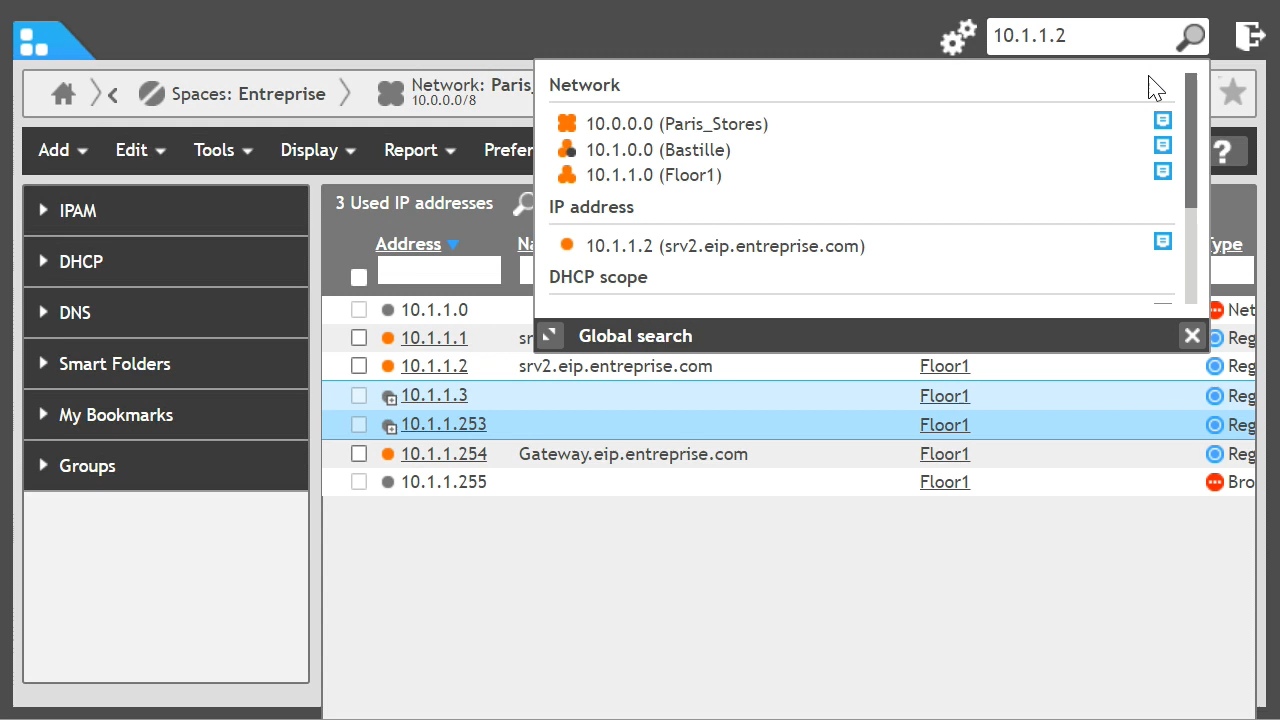 10.1.1.2
Spaces: Entreprise
Network: Paris_
10.0.0.0/8
Network
10.0.0.0 (Paris_Stores)
10.1.0.0 (Bastille)
10.1.1.0 (Floor1)
IP address
10.1.1.2 (srv2.eip.entreprise.com)
DHCP scope
Global search
Add
Edit
Tools
Display
Report
Prefer
?
IPAM
DHCP
DNS
Smart Folders
My Bookmarks
Groups
3 Used IP addresses
Address Na Type
10.1.1.0 Net
10.1.1.1 sr Reg
10.1.1.2 srv2.eip.entreprise.com Floor1 Reg
10.1.1.3 Floor1 Reg
10.1.1.253 Floor1 Reg
10.1.1.254 Gateway.eip.entreprise.com Floor1 Reg
10.1.1.255 Floor1 Bro